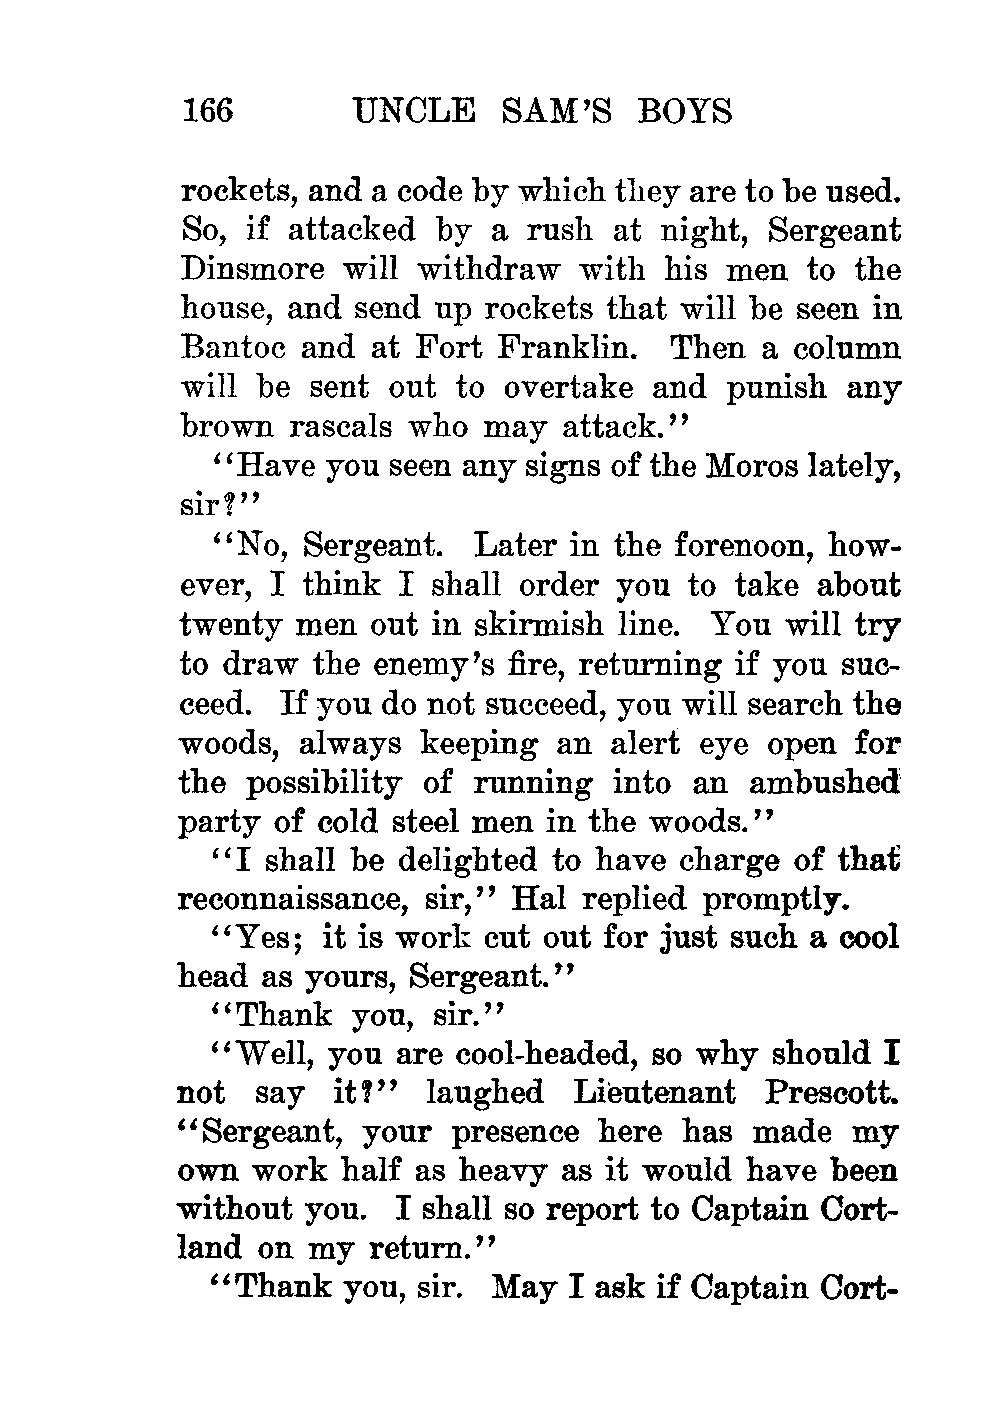 166 UNCLE SAM'S BOYS
rockets, and a code by which they are to be used.
So, if attacked by a rush at night, Sergeant
Dinsmore will withdraw with his men to the
house, and send up rockets that will be seen in
Bantoc and at Fort Franklin. Then a column
will be sent out to overtake and punish any
brown rascals who may attack."
"Have you seen any signs of the Moros lately,
sir?"
"No, Sergeant. Later in the forenoon, how-
ever, I think I shall order you to take about
twenty men out in skirmish line. You will try
to draw the enemy's fire, returning if you suc-
ceed. If you do not succeed, you will search the
woods, always keeping an alert eye open for
the possibility of running into an ambushed
party of cold steel men in the woods."
"I shall be delighted to have charge of that
reconnaissance, sir," Hal replied promptly.
"Yes; it is work cut out for just such a cool
head as yours, Sergeant."
"Thank you, sir."
"Well, you are cool-headed, so why should I
not say it?" laughed Lieutenant Prescott.
"Sergeant, your presence here has made my
own work half as heavy as it would have been
without you. I shall so report to Captain Cort-
land on my return."
"Thank you, sir. May I ask if Captain Cort-